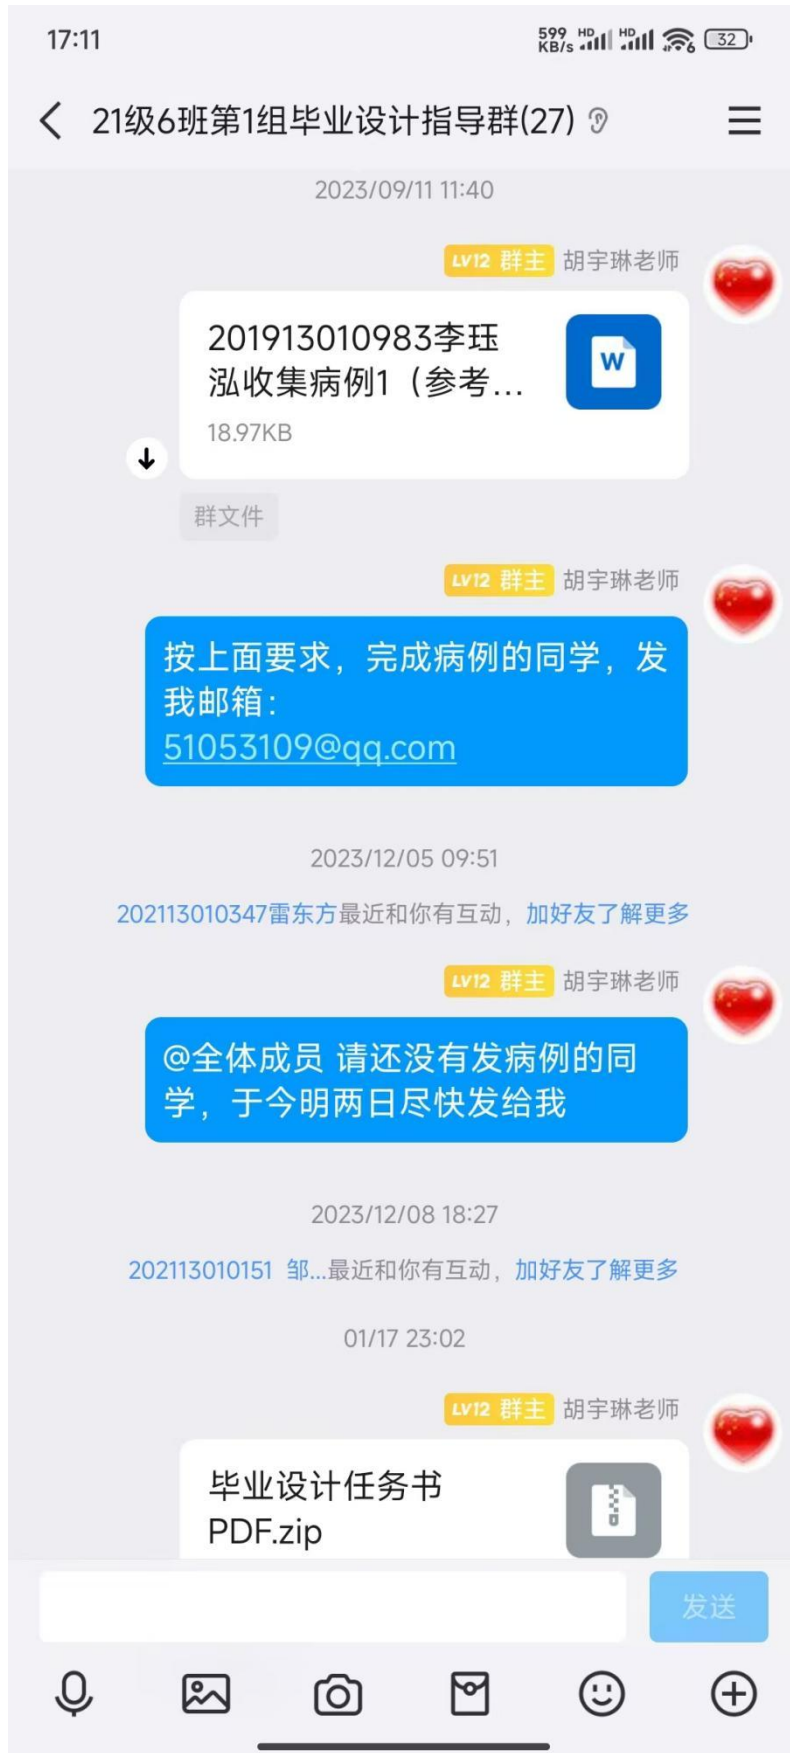 17:11
599 KB/s HD HD 6 32
21级6班第1组毕业设计指导群(27)
2023/09/11 11:40
LV12 群主 胡宇琳老师
201913010983李珏
泓收集病例1（参考...
W
18.97KB
群文件
LV12 群主 胡宇琳老师
按上面要求，完成病例的同学，发
我邮箱：
51053109@qq.com
2023/12/05 09:51
202113010347雷东方最近和你有互动，加好友了解更多
LV12 群主 胡宇琳老师
@全体成员 请还没有发病例的同
学，于今明两日尽快发给我
2023/12/08 18:27
202113010151 邹...最近和你有互动，加好友了解更多
01/17 23:02
LV12 群主 胡宇琳老师
毕业设计任务书
PDF.zip
发送